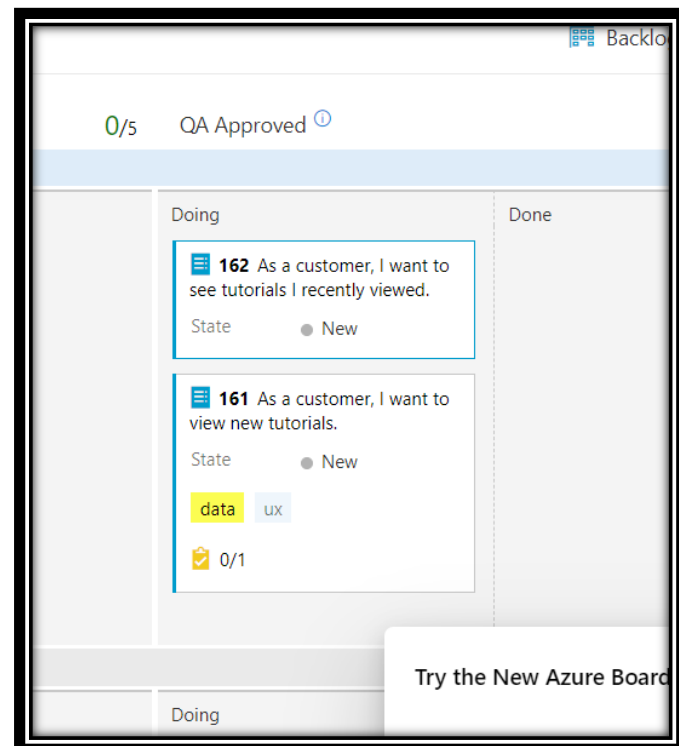 Backlo
0/5 QA Approved
Doing Done
162 As a customer, I want to
see tutorials I recently viewed.
State New
161 As a customer, I want to
view new tutorials.
State New
data ux
0/1
Try the New Azure Board
Doing